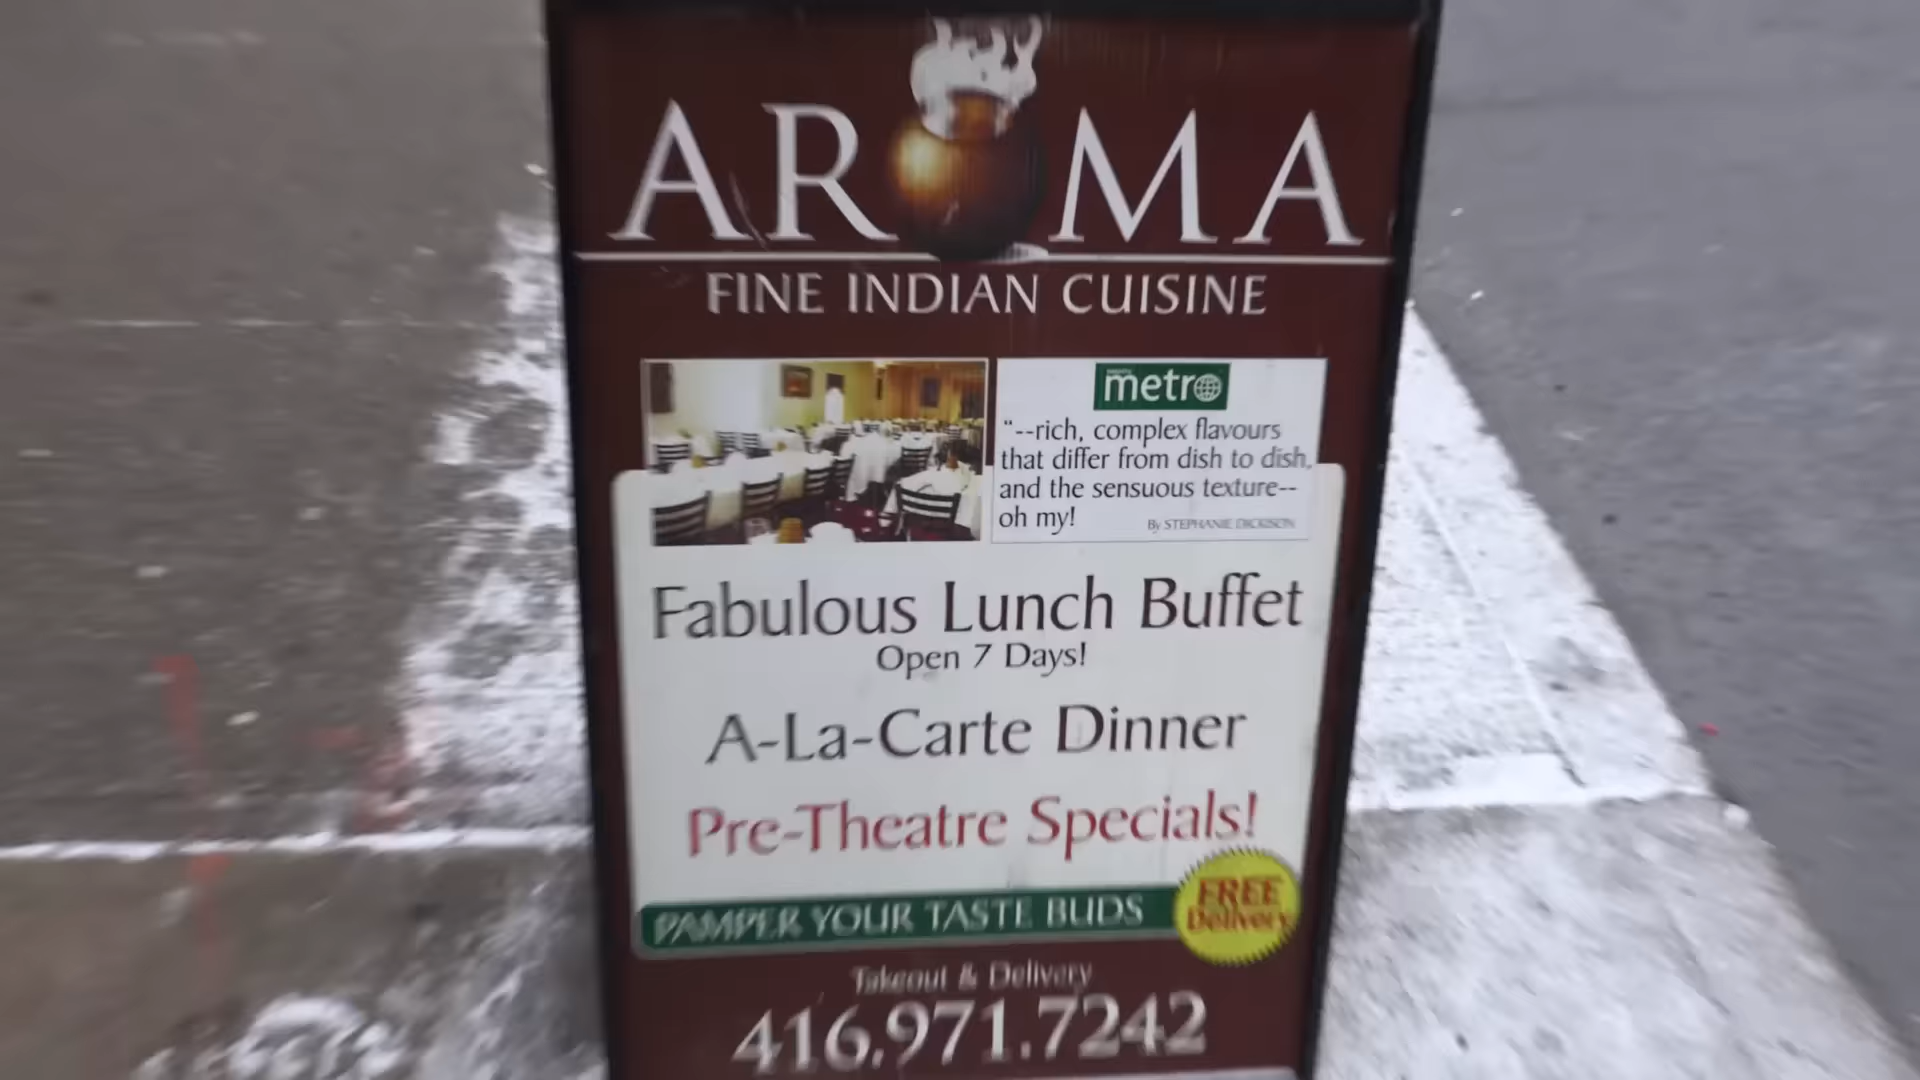 AROMA
FINE INDIAN CUISINE
metro
"--rich, complex flavours
that differ from dish to dish,
and the sensuous texture--
oh my!
By STEPHANIE DICKISON
Fabulous Lunch Buffet
Open 7 Days!
A-La-Carte Dinner
Pre-Theatre Specials!
PAMPER YOUR TASTE BUDS
FREE
Delivery
Takeout & Delivery
416.971.7242